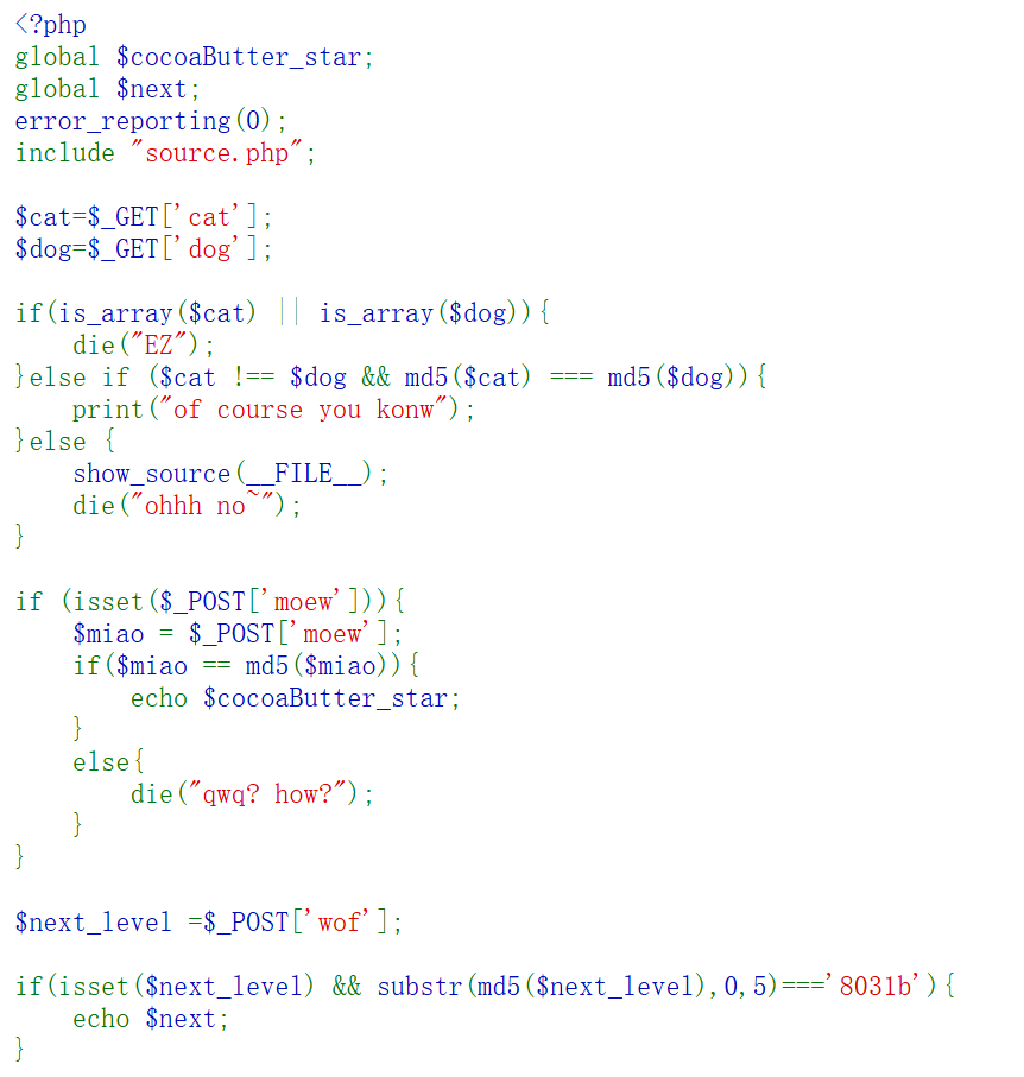 <?php
global $cocoaButter_star;
global $next;
error_reporting(0);
include "source.php";
$cat=$_GET['cat'];
$dog=$_GET['dog'];
if(is_array($cat) || is_array($dog)){
    die("EZ");
}else if ($cat !== $dog && md5($cat) === md5($dog)){
    print("of course you konw");
}else {
    show_source(__FILE__);
    die("ohhh no~");
}
if (isset($_POST['moew'])){
    $miao = $_POST['moew'];
    if($miao == md5($miao)){
        echo $cocoaButter_star;
    }
    else{
        die("qwq? how?");
    }
}
$next_level =$_POST['wof'];
if(isset($next_level) && substr(md5($next_level),0,5)==='8031b'){
    echo $next;
}